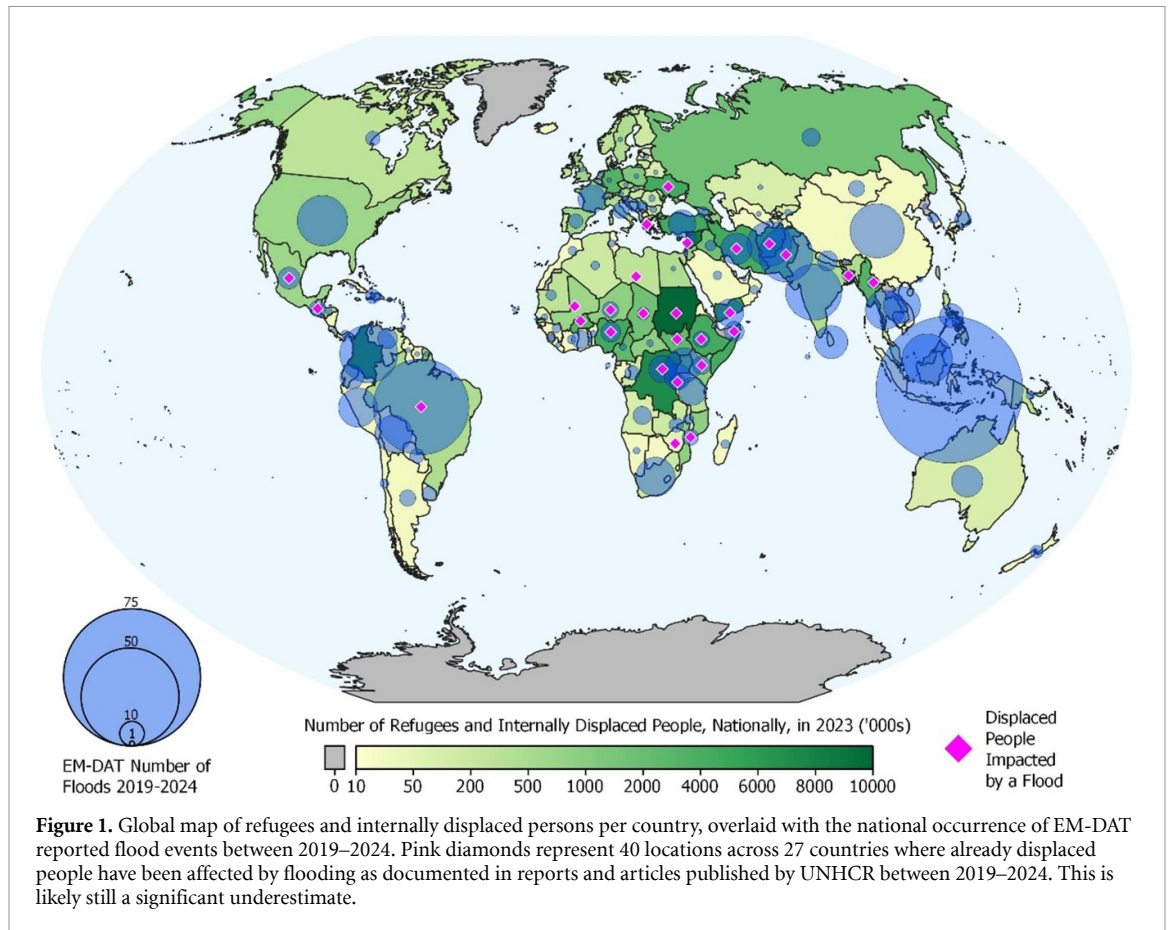 75
50
10
1
0
EM-DAT Number of
Floods 2019-2024
Number of Refugees and Internally Displaced People, Nationally, in 2023 ('000s)
0 10 50 200 500 1000 2000 4000 6000 8000 10000
Displaced
People
Impacted
by a Flood
Figure 1. Global map of refugees and internally displaced persons per country, overlaid with the national occurrence of EM-DAT
reported flood events between 2019–2024. Pink diamonds represent 40 locations across 27 countries where already displaced
people have been affected by flooding as documented in reports and articles published by UNHCR between 2019–2024. This is
likely still a significant underestimate.